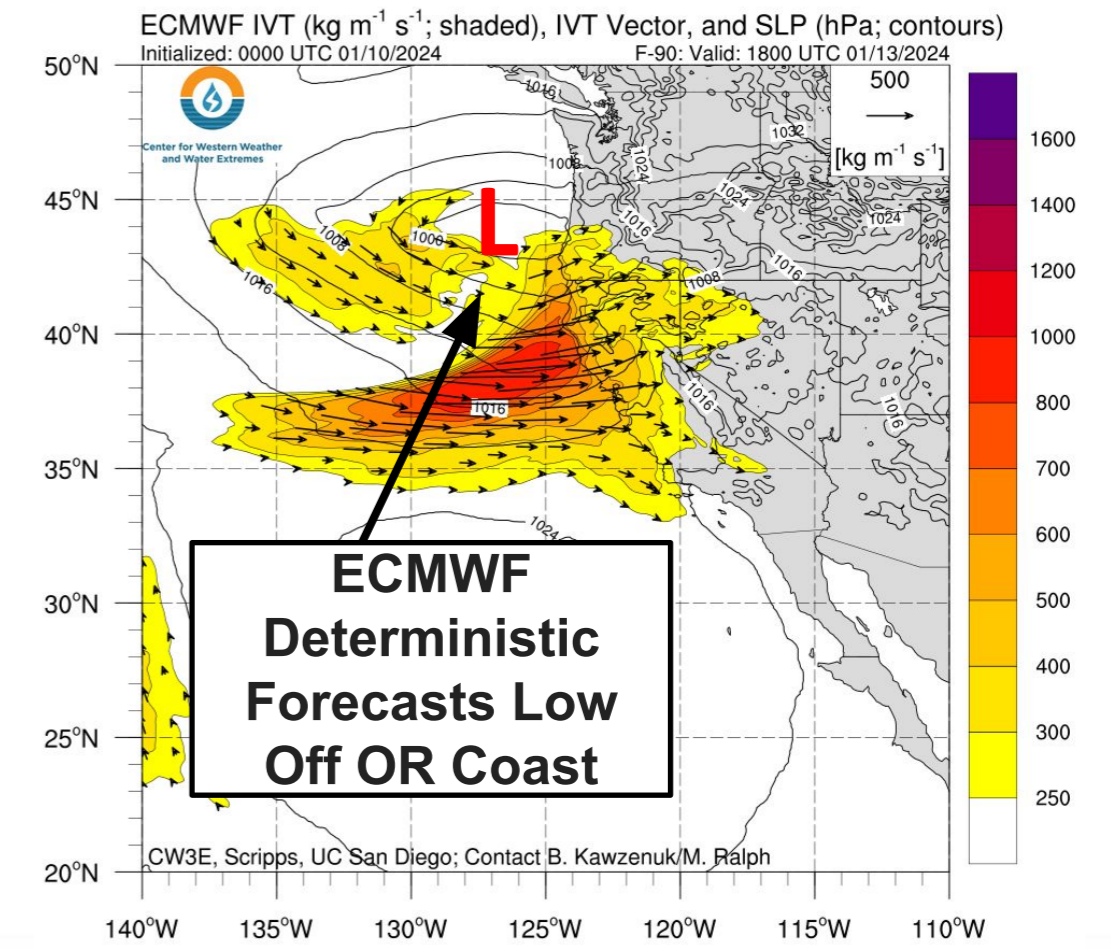 ECMWF IVT (kg m⁻¹ s⁻¹; shaded), IVT Vector, and SLP (hPa; contours)
Initialized: 0000 UTC 01/10/2024 F-90: Valid: 1800 UTC 01/13/2024
50°N
Center for Western Weather
and Water Extremes
500
[kg m⁻¹ s⁻¹]
1016
1032
1008
1024
1024
45°N
L
1024
1016
1008
1000
1016
1016
1008
40°N
1016
1016
1016
35°N
1024
ECMWF
Deterministic
Forecasts Low
Off OR Coast
30°N
25°N
CW3E, Scripps, UC San Diego; Contact B. Kawzenuk/M. Ralph
20°N
140°W 135°W 130°W 125°W 120°W 115°W 110°W
1600
1400
1200
1000
800
700
600
500
400
300
250